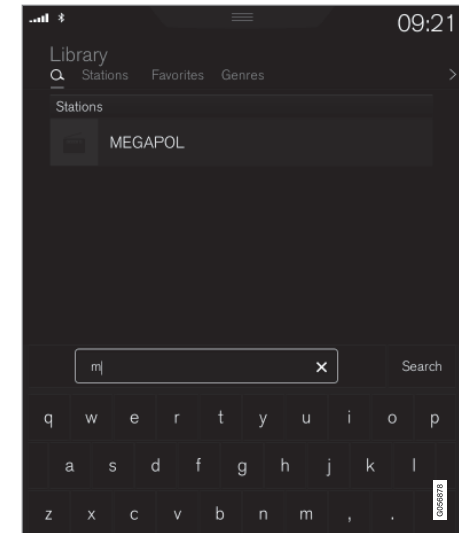 09:21
Library
Stations Favorites Genres
Stations
MEGAPOL
m
Search
q w e r t y u i o p
a s d f g h j k l
z x c v b n m , .
G056878